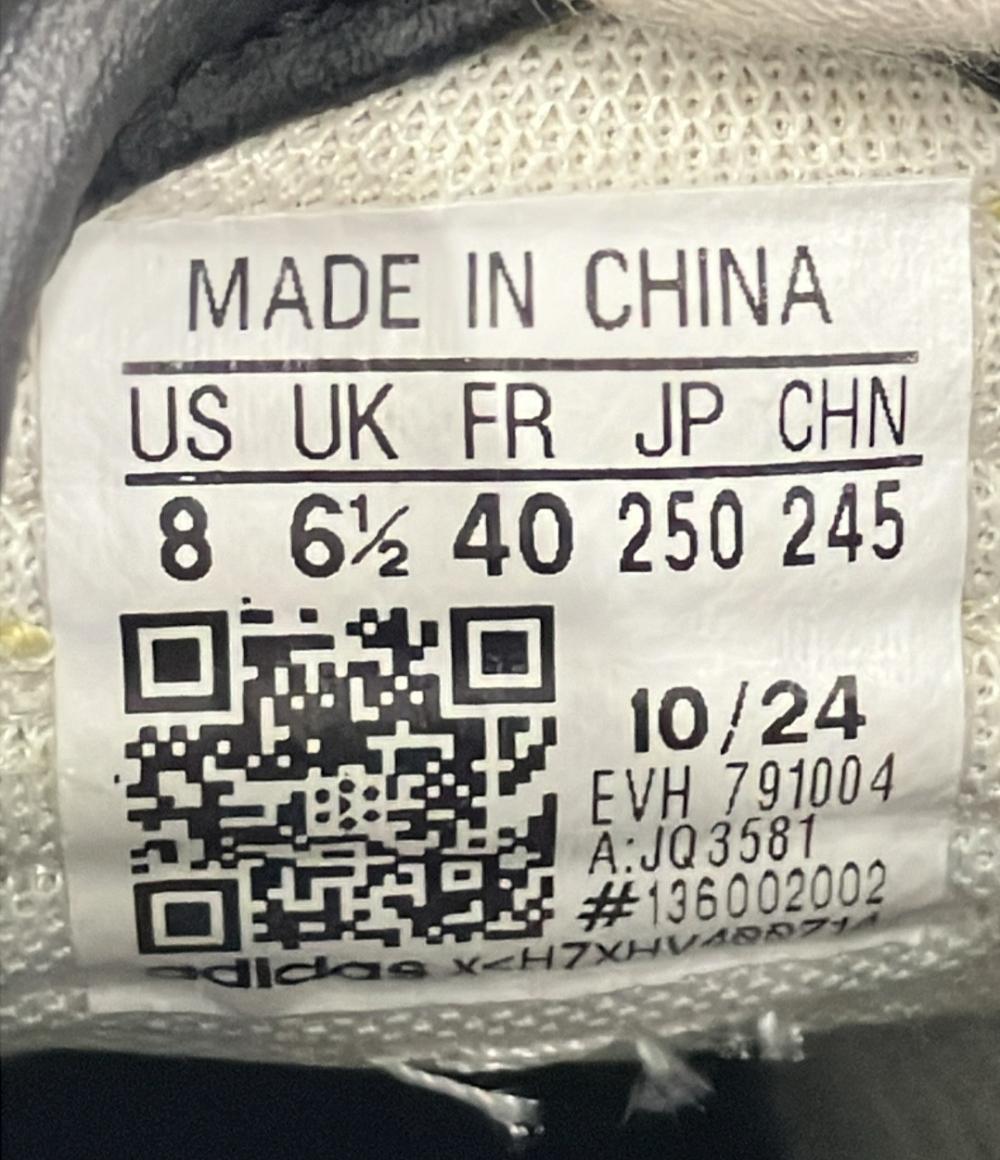 MADE IN CHINA
US UK FR JP CHN
8 6½ 40 250 245
10/24
EVH 791004
A:JQ3581
#136002002
adidas